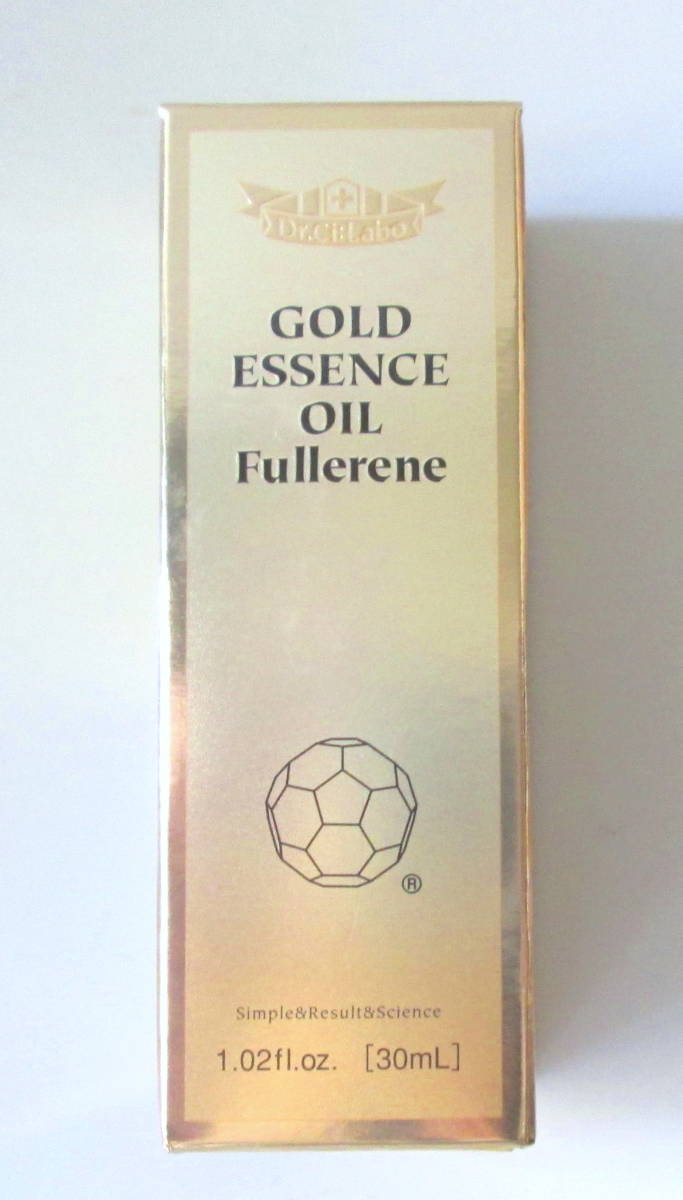 Dr.Ci:Labo
GOLD
ESSENCE
OIL
Fullerene
®
Simple&Result&Science
1.02fl.oz. [30mL]